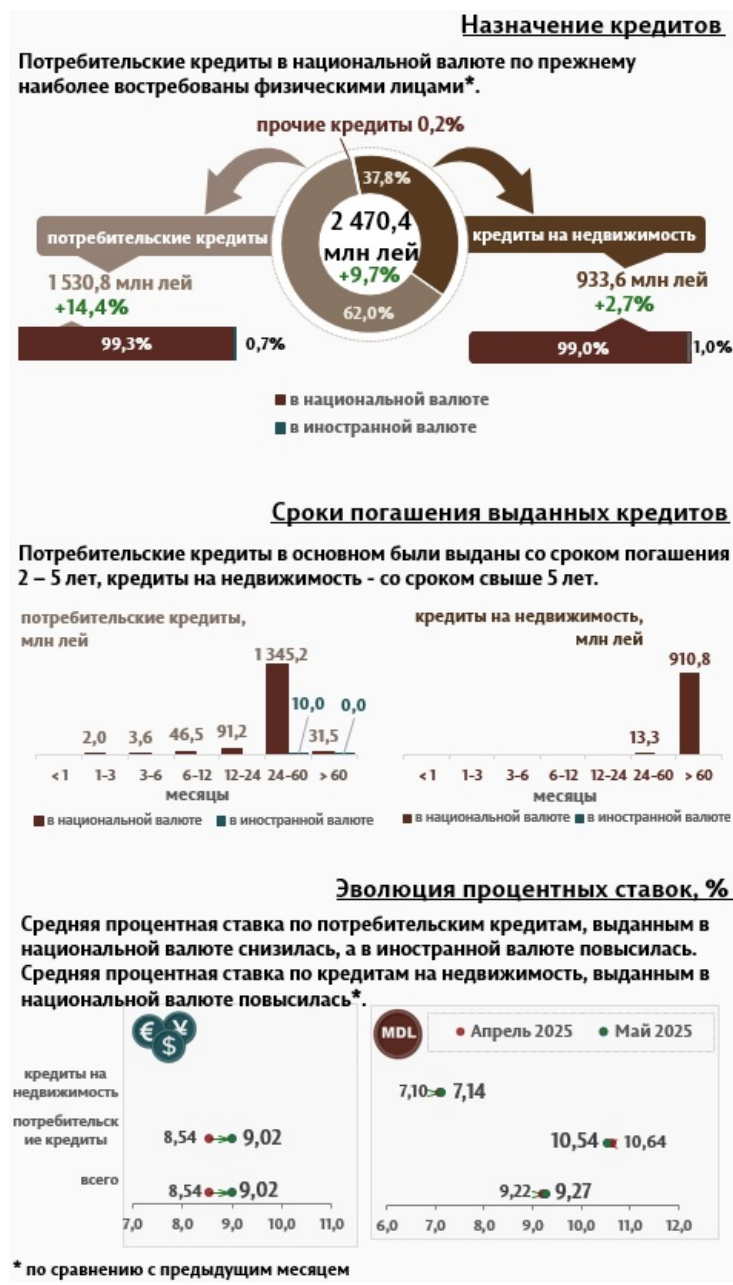 Назначение кредитов
Потребительские кредиты в национальной валюте по прежнему
наиболее востребованы физическими лицами*.
прочие кредиты 0,2%
37,8%
2 470,4
млн лей
+9,7%
62,0%
потребительские кредиты
1 530,8 млн лей
+14,4%
99,3%
0,7%
кредиты на недвижимость
933,6 млн лей
+2,7%
99,0%
1,0%
в национальной валюте
в иностранной валюте
Сроки погашения выданных кредитов
Потребительские кредиты в основном были выданы со сроком погашения
2 – 5 лет, кредиты на недвижимость - со сроком свыше 5 лет.
потребительские кредиты,
млн лей
2,0 3,6 46,5 91,2 1 345,2 10,0 31,5 0,0
< 1 1-3 3-6 6-12 12-24 24-60 > 60
месяцы
в национальной валюте в иностранной валюте
кредиты на недвижимость,
млн лей
13,3 910,8
< 1 1-3 3-6 6-12 12-24 24-60 > 60
месяцы
в национальной валюте в иностранной валюте
Эволюция процентных ставок, %
Средняя процентная ставка по потребительским кредитам, выданным в
национальной валюте снизилась, а в иностранной валюте повысилась.
Средняя процентная ставка по кредитам на недвижимость, выданным в
национальной валюте повысилась*.
€ ¥ $
кредиты на
недвижимость
потребительск
ие кредиты
8,54 9,02
всего
8,54 9,02
7,0 8,0 9,0 10,0 11,0
MDL
Апрель 2025 Май 2025
7,10 7,14
10,54 10,64
9,22 9,27
6,0 7,0 8,0 9,0 10,0 11,0 12,0
* по сравнению с предыдущим месяцем